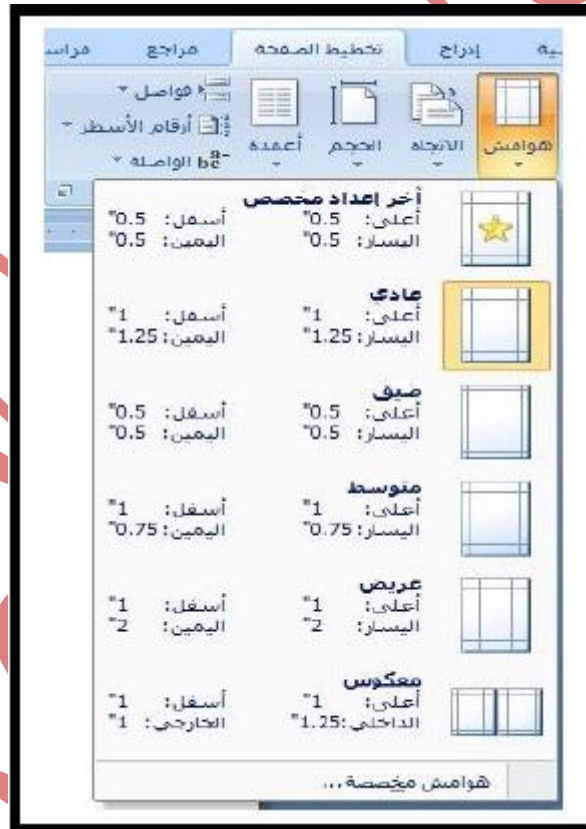 ية إدراج تخطيط الصفحة مراجع مراسـ
هوامش الاتجاه الحجم أعمدة
فواصل
أرقام الأسطر
الواصلة
آخر إعداد مخصص
أعلى: 0.5" أسفل: 0.5"
اليسار: 0.5" اليمين: 0.5"
عادي
أعلى: 1" أسفل: 1"
اليسار: 1.25" اليمين: 1.25"
ضيق
أعلى: 0.5" أسفل: 0.5"
اليسار: 0.5" اليمين: 0.5"
متوسط
أعلى: 1" أسفل: 1"
اليسار: 0.75" اليمين: 0.75"
عريض
أعلى: 1" أسفل: 1"
اليسار: 2" اليمين: 2"
معكوس
أعلى: 1" أسفل: 1"
الداخلي: 1.25" الخارجي: 1"
هوامش مخصصة...